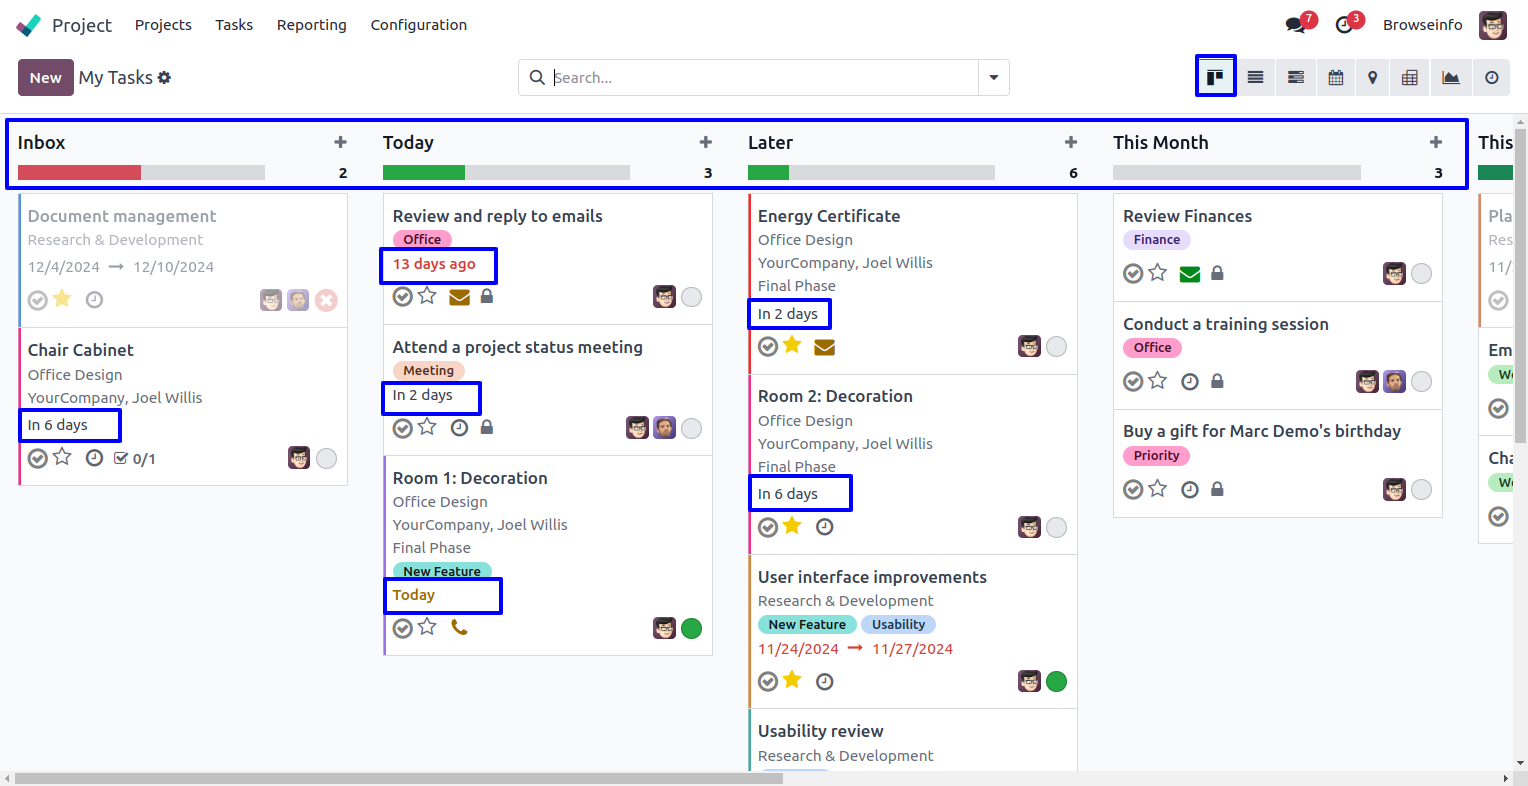 Project Projects Tasks Reporting Configuration 7 3 Browseinfo
New My Tasks Search...
Inbox
2
Document management
Research & Development
12/4/2024 → 12/10/2024
Chair Cabinet
Office Design
YourCompany, Joel Willis
In 6 days
0/1
Today
3
Review and reply to emails
Office
13 days ago
Attend a project status meeting
Meeting
In 2 days
Room 1: Decoration
Office Design
YourCompany, Joel Willis
Final Phase
New Feature
Today
Later
6
Energy Certificate
Office Design
YourCompany, Joel Willis
Final Phase
In 2 days
Room 2: Decoration
Office Design
YourCompany, Joel Willis
Final Phase
In 6 days
User interface improvements
Research & Development
New Feature Usability
11/24/2024 → 11/27/2024
Usability review
Research & Development
This Month
3
Review Finances
Finance
Conduct a training session
Office
Buy a gift for Marc Demo's birthday
Priority
This
Pla
Res
11/
Em
We
Cha
We